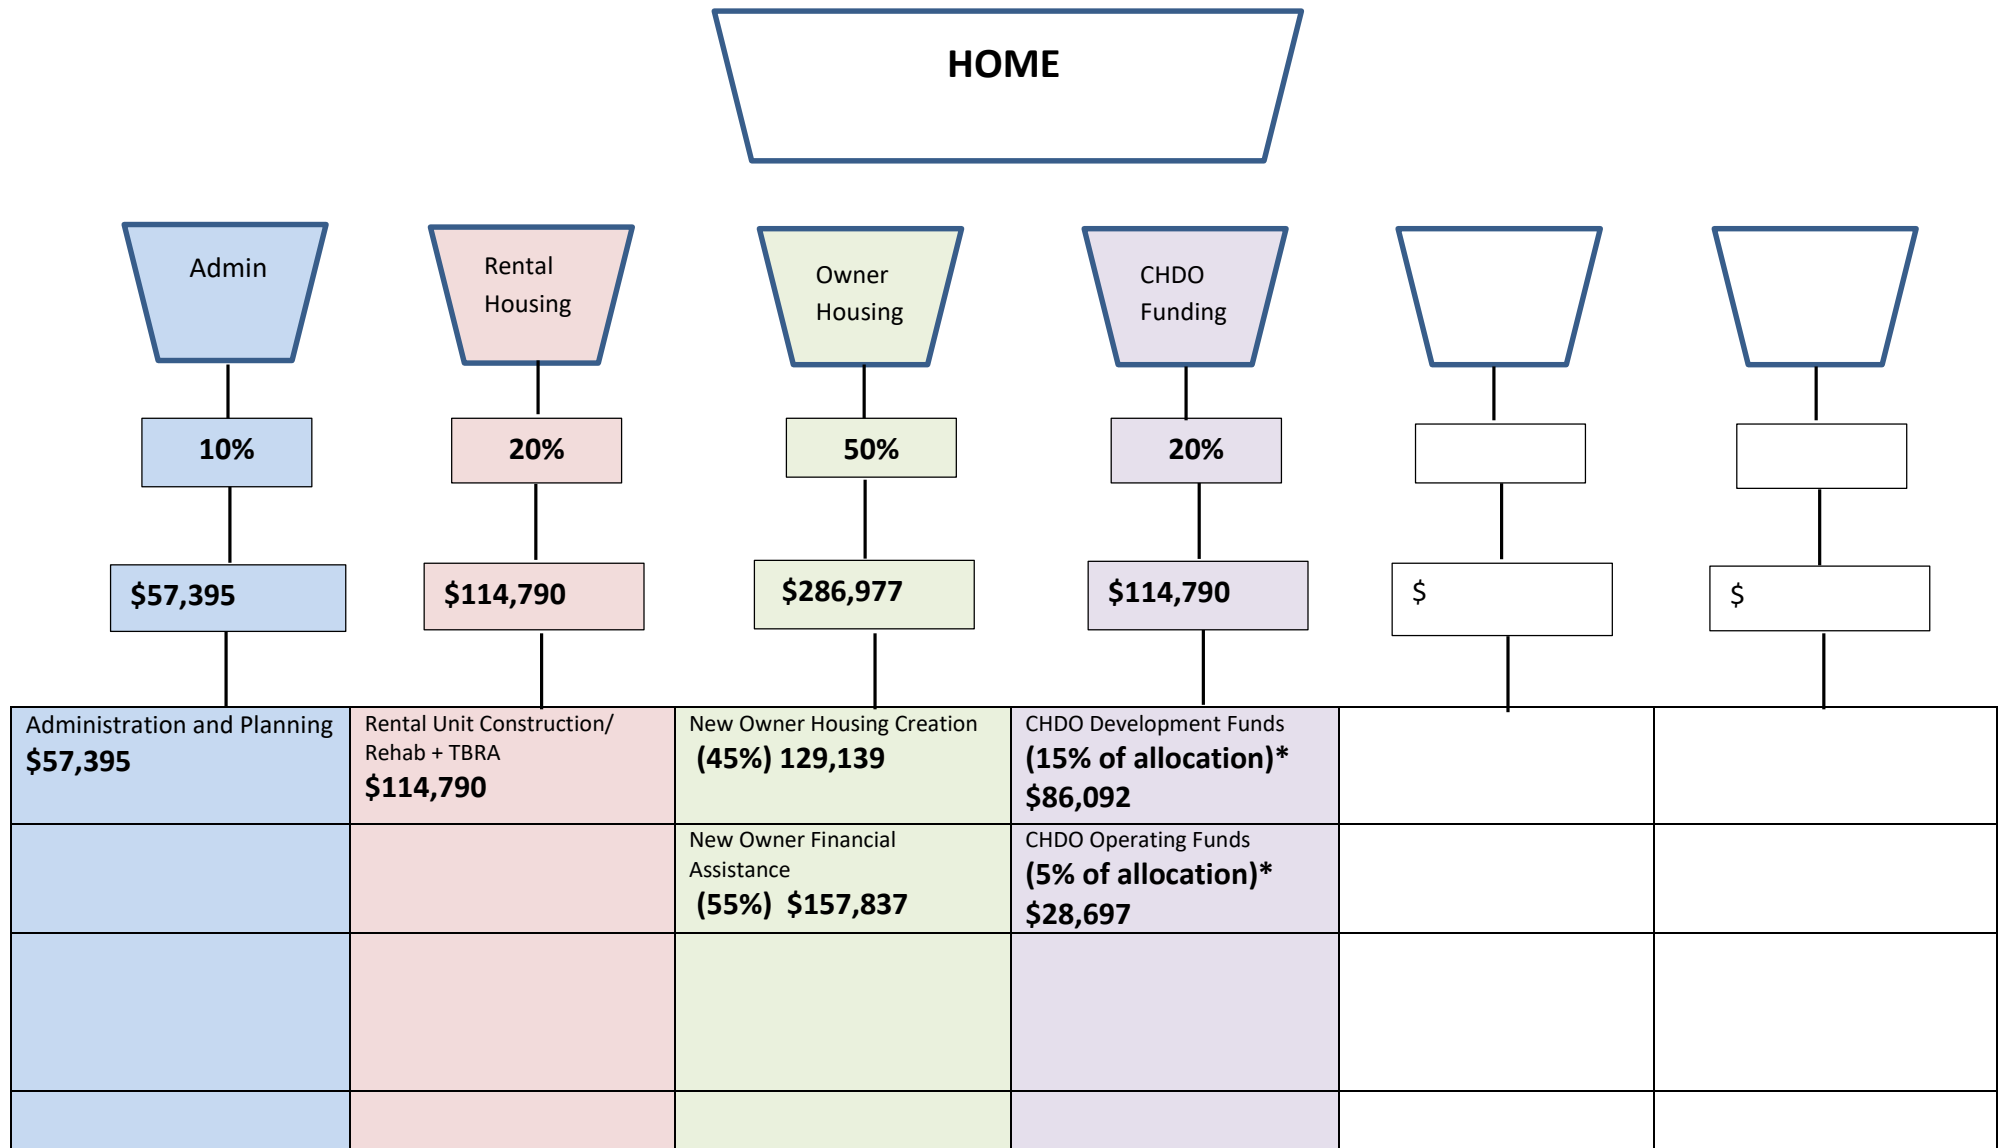 HOME
Admin
Rental
Housing
Owner
Housing
CHDO
Funding
10%
20%
50%
20%
$57,395
$114,790
$286,977
$114,790
$
$
Administration and Planning
$57,395
Rental Unit Construction/
Rehab + TBRA
$114,790
New Owner Housing Creation
(45%) 129,139
CHDO Development Funds
(15% of allocation)*
$86,092
New Owner Financial
Assistance
(55%)  $157,837
CHDO Operating Funds
(5% of allocation)*
$28,697